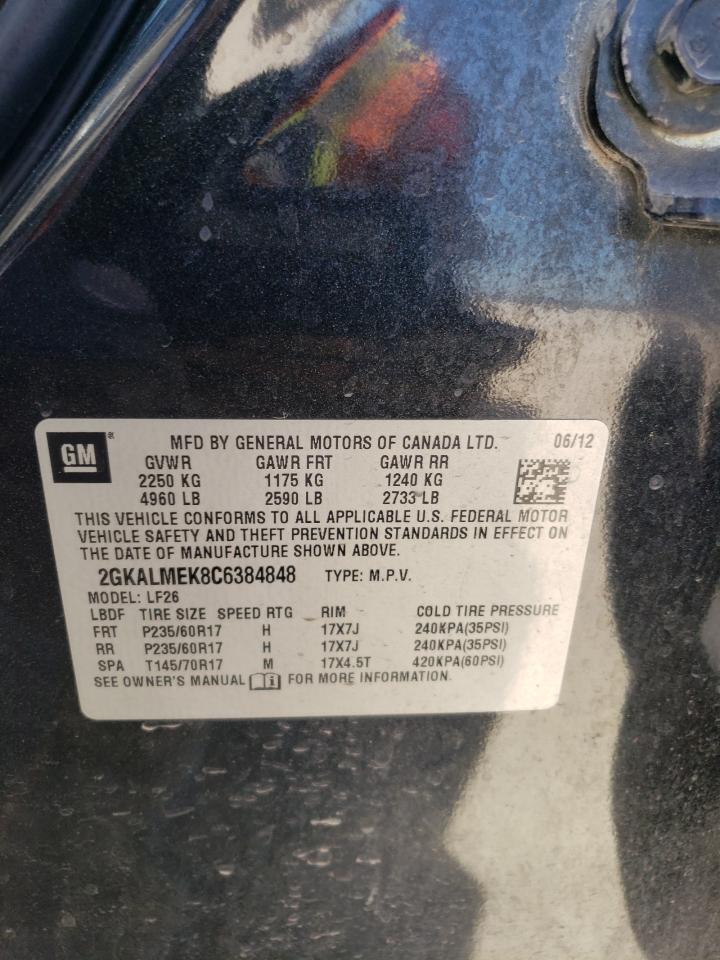 GM ® MFD BY GENERAL MOTORS OF CANADA LTD. 06/12
GVWR GAWR FRT GAWR RR
2250 KG 1175 KG 1240 KG
4960 LB 2590 LB 2733 LB
THIS VEHICLE CONFORMS TO ALL APPLICABLE U.S. FEDERAL MOTOR
VEHICLE SAFETY AND THEFT PREVENTION STANDARDS IN EFFECT ON
THE DATE OF MANUFACTURE SHOWN ABOVE.
2GKALMEK8C6384848 TYPE: M.P.V.
MODEL: LF26
LBDF TIRE SIZE SPEED RTG RIM COLD TIRE PRESSURE
FRT P235/60R17 H 17X7J 240KPA(35PSI)
RR P235/60R17 H 17X7J 240KPA(35PSI)
SPA T145/70R17 M 17X4.5T 420KPA(60PSI)
SEE OWNER'S MANUAL i FOR MORE INFORMATION.